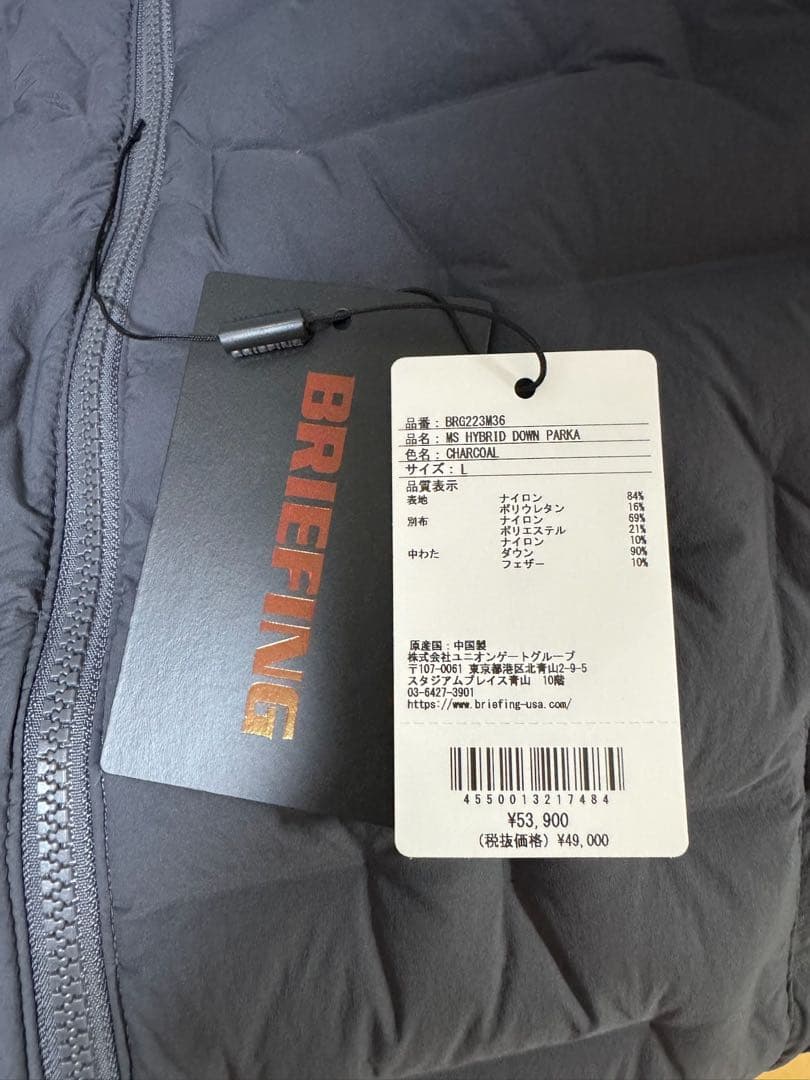 BRIEFING
BRIEFING
品番: BRG223M36
品名: MS HYBRID DOWN PARKA
色名: CHARCOAL
サイズ: L
品質表示
表地 ナイロン 84%
ポリウレタン 16%
別布 ナイロン 69%
ポリエステル 21%
ナイロン 10%
中わた ダウン 90%
フェザー 10%
原産国:中国製
株式会社ユニオンゲートグループ
〒107-0061 東京都港区北青山2-9-5
スタジアムプレイス青山 10階
03-6427-3901
https://www.briefing-usa.com/
4550013217484
¥53,900
(税抜価格) ¥49,000